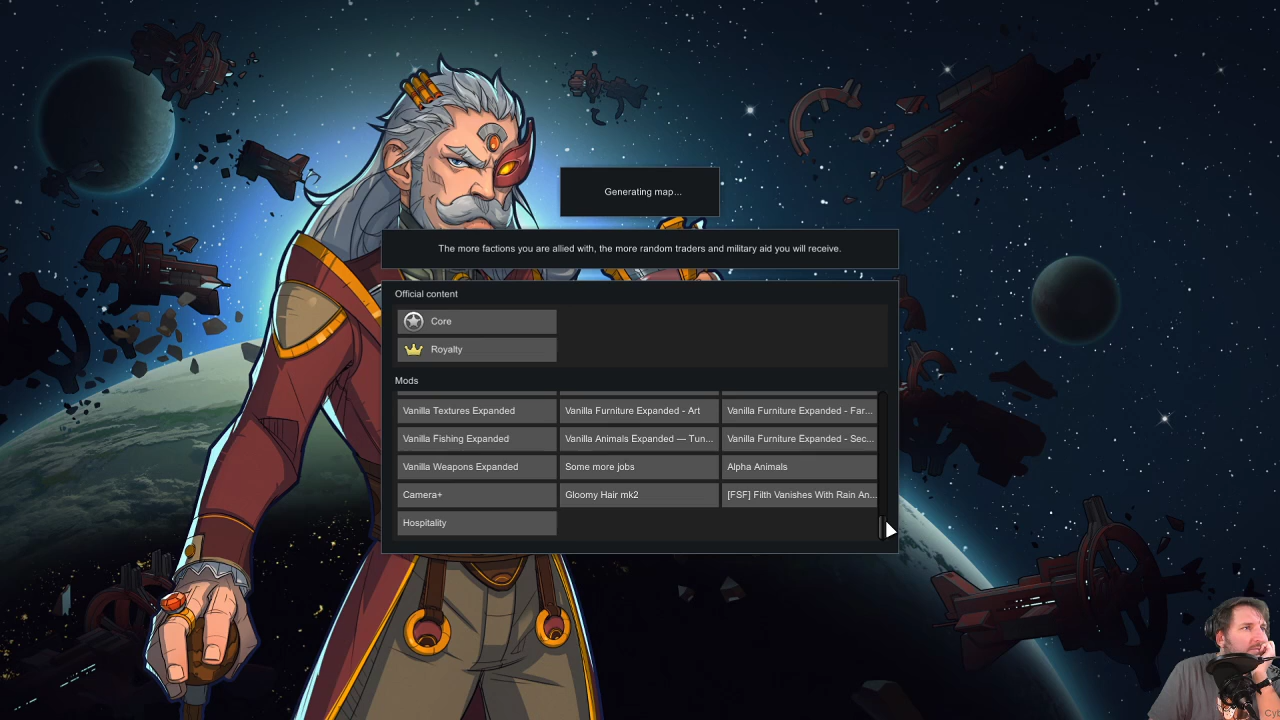 Generating map...
The more factions you are allied with, the more random traders and military aid you will receive.
Official content
Core
Royalty
Mods
Vanilla Textures Expanded
Vanilla Furniture Expanded - Art
Vanilla Furniture Expanded - Far...
Vanilla Fishing Expanded
Vanilla Animals Expanded — Tun...
Vanilla Furniture Expanded - Sec...
Vanilla Weapons Expanded
Some more jobs
Alpha Animals
Camera+
Gloomy Hair mk2
[FSF] Filth Vanishes With Rain An...
Hospitality